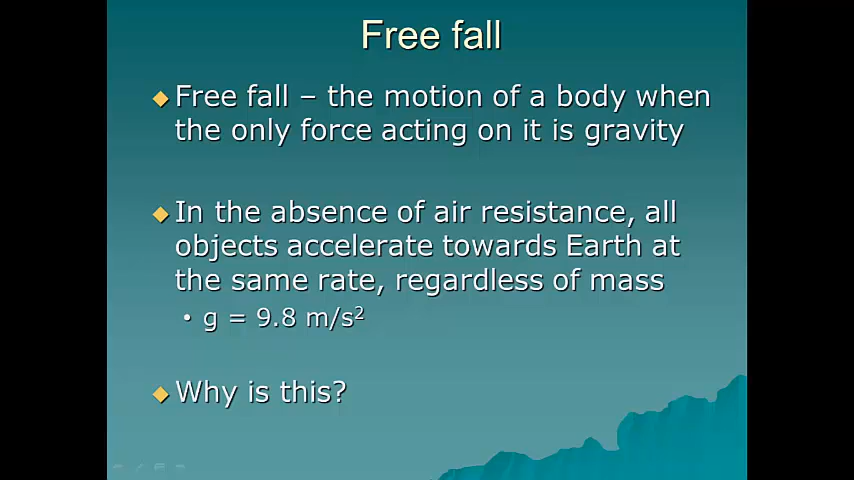 Free fall
Free fall – the motion of a body when
the only force acting on it is gravity
In the absence of air resistance, all
objects accelerate towards Earth at
the same rate, regardless of mass
• g = 9.8 m/s²
Why is this?